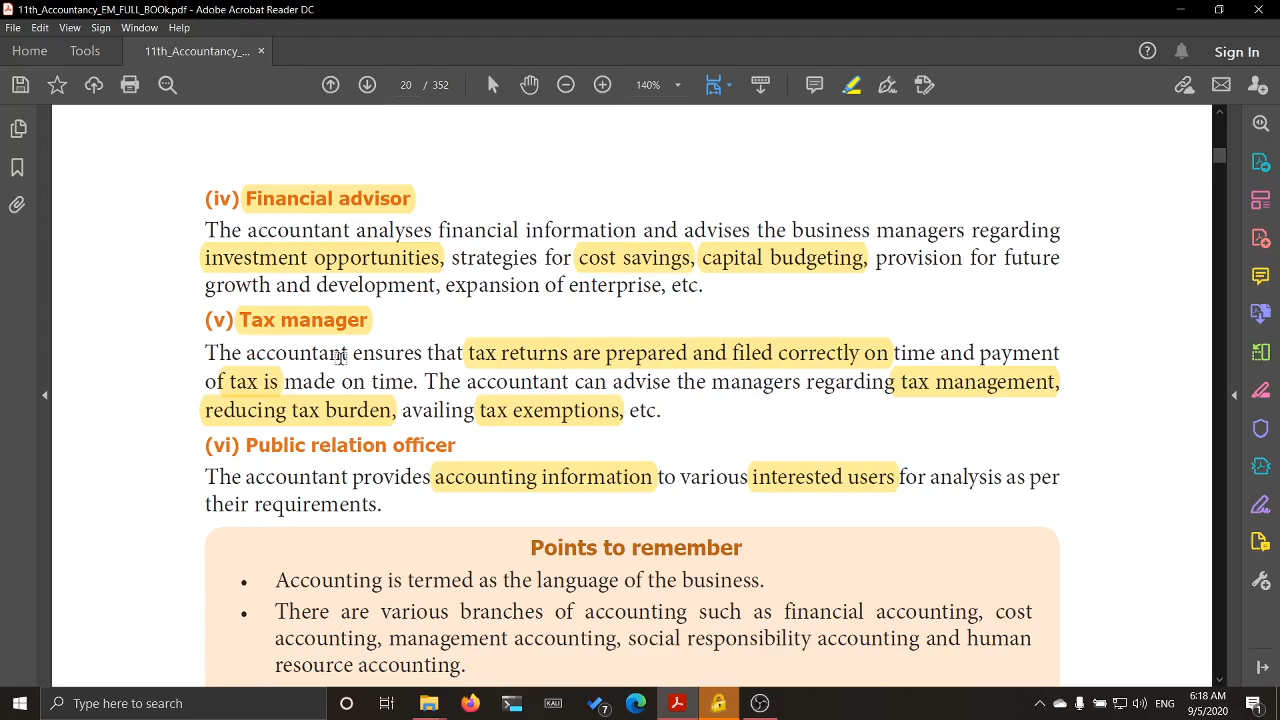 11th_Accountancy_EM_FULL_BOOk.pdf - Adobe Acrobat Reader DC
File Edit View Sign Window Help
Home Tools 11th_Accountancy_... × Sign In
20 / 352 140%
(iv) Financial advisor
The accountant analyses financial information and advises the business managers regarding
investment opportunities, strategies for cost savings, capital budgeting, provision for future
growth and development, expansion of enterprise, etc.
(v) Tax manager
The accountant ensures that tax returns are prepared and filed correctly on time and payment
of tax is made on time. The accountant can advise the managers regarding tax management,
reducing tax burden, availing tax exemptions, etc.
(vi) Public relation officer
The accountant provides accounting information to various interested users for analysis as per
their requirements.
Points to remember
• Accounting is termed as the language of the business.
• There are various branches of accounting such as financial accounting, cost
accounting, management accounting, social responsibility accounting and human
resource accounting.
Type here to search KALI 7 ENG 6:18 AM
9/5/2020 1